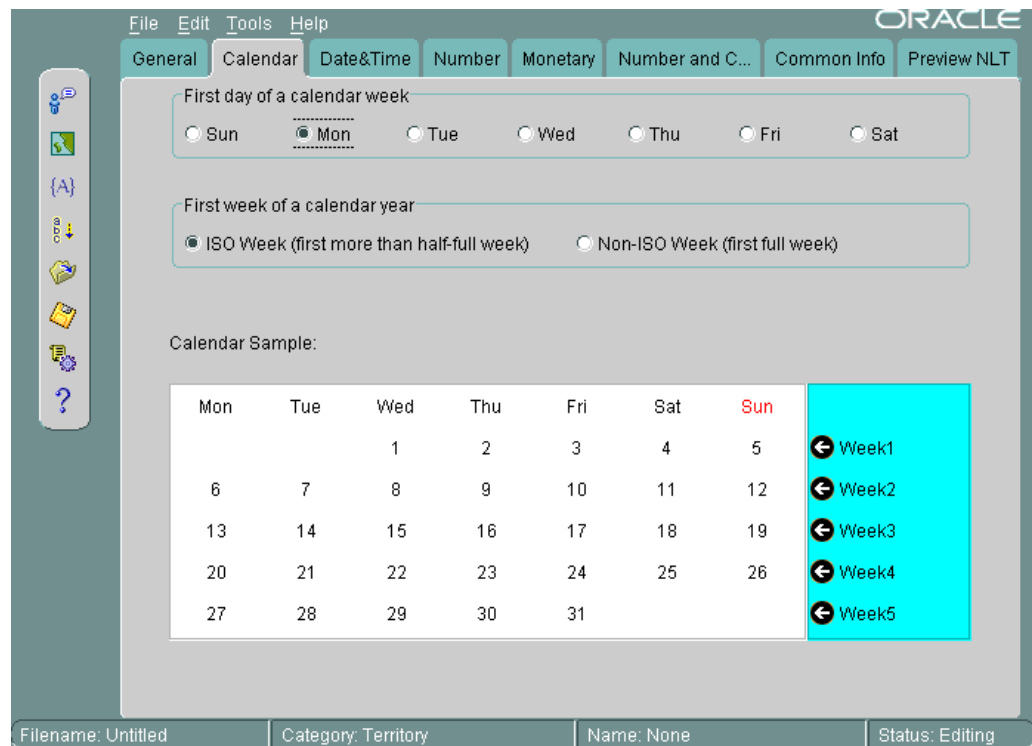 File Edit Tools Help
ORACLE
General Calendar Date&Time Number Monetary Number and C... Common Info Preview NLT
First day of a calendar week
Sun Mon Tue Wed Thu Fri Sat
{A}
a
b
c
First week of a calendar year
ISO Week (first more than half-full week) Non-ISO Week (first full week)
Calendar Sample:
?
Mon Tue Wed Thu Fri Sat Sun
1 2 3 4 5 Week1
6 7 8 9 10 11 12 Week2
13 14 15 16 17 18 19 Week3
20 21 22 23 24 25 26 Week4
27 28 29 30 31 Week5
Filename: Untitled Category: Territory Name: None Status: Editing